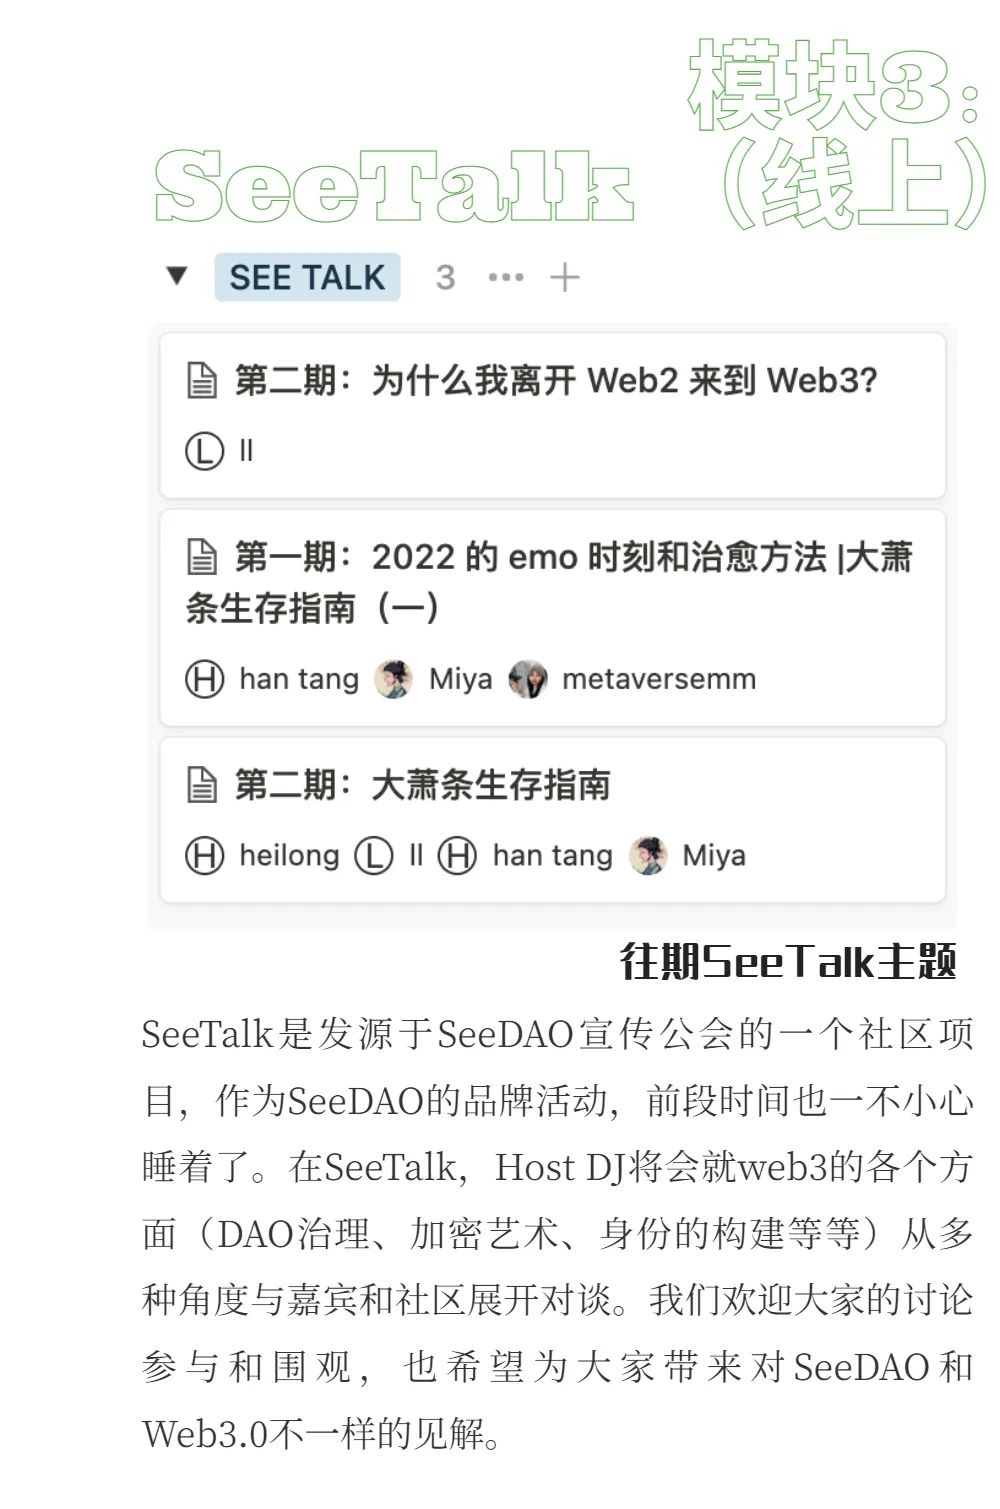 模块3：
SeeTalk （线上）
▼ SEE TALK 3 ··· +
第二期：为什么我离开 Web2 来到 Web3?
L ll
第一期：2022 的 emo 时刻和治愈方法 |大萧
条生存指南（一）
H han tang Miya metaversemm
第二期：大萧条生存指南
H heilong L ll H han tang Miya
往期SeeTalk主题
SeeTalk是发源于SeeDAO宣传公会的一个社区项
目，作为SeeDAO的品牌活动，前段时间也一不小心
睡着了。在SeeTalk，Host DJ将会就web3的各个方
面（DAO治理、加密艺术、身份的构建等等）从多
种角度与嘉宾和社区展开对谈。我们欢迎大家的讨论
参与和围观，也希望为大家带来对SeeDAO和
Web3.0不一样的见解。